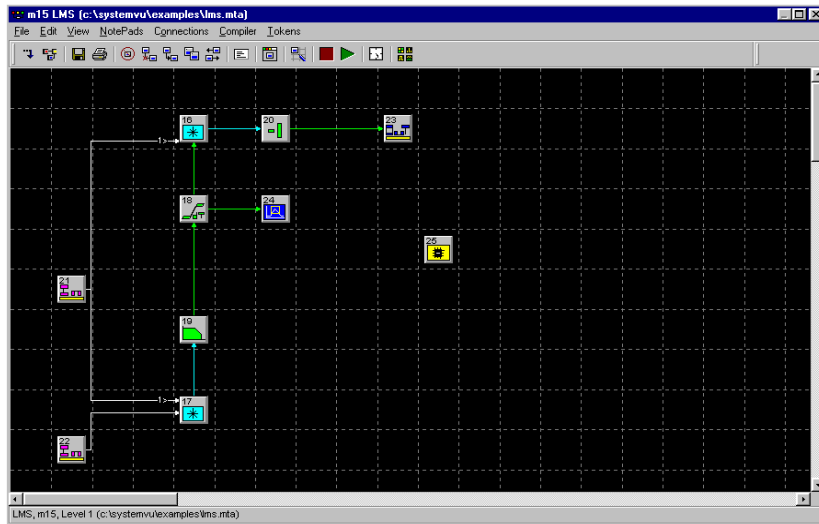 m15 LMS (c:\systemvu\examples\lms.mta)
File Edit View NotePads Connections Compiler Tokens
16 20 23
1>
18 24
25
21
19
1> 17
22
LMS, m15, Level 1 (c:\systemvu\examples\lms.mta)